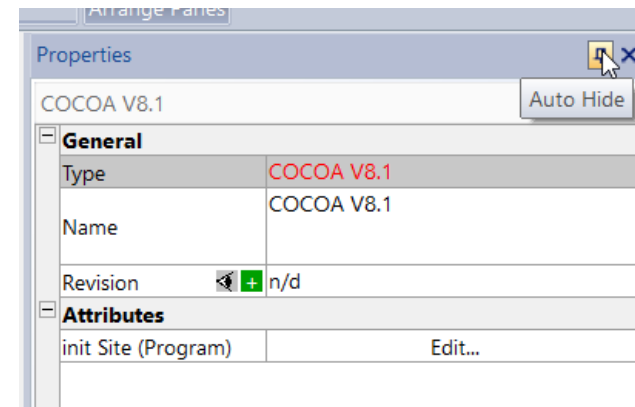 Arrange Panes
Properties
COCOA V8.1
Auto Hide
General
Type COCOA V8.1
Name COCOA V8.1
Revision n/d
Attributes
init Site (Program) Edit...